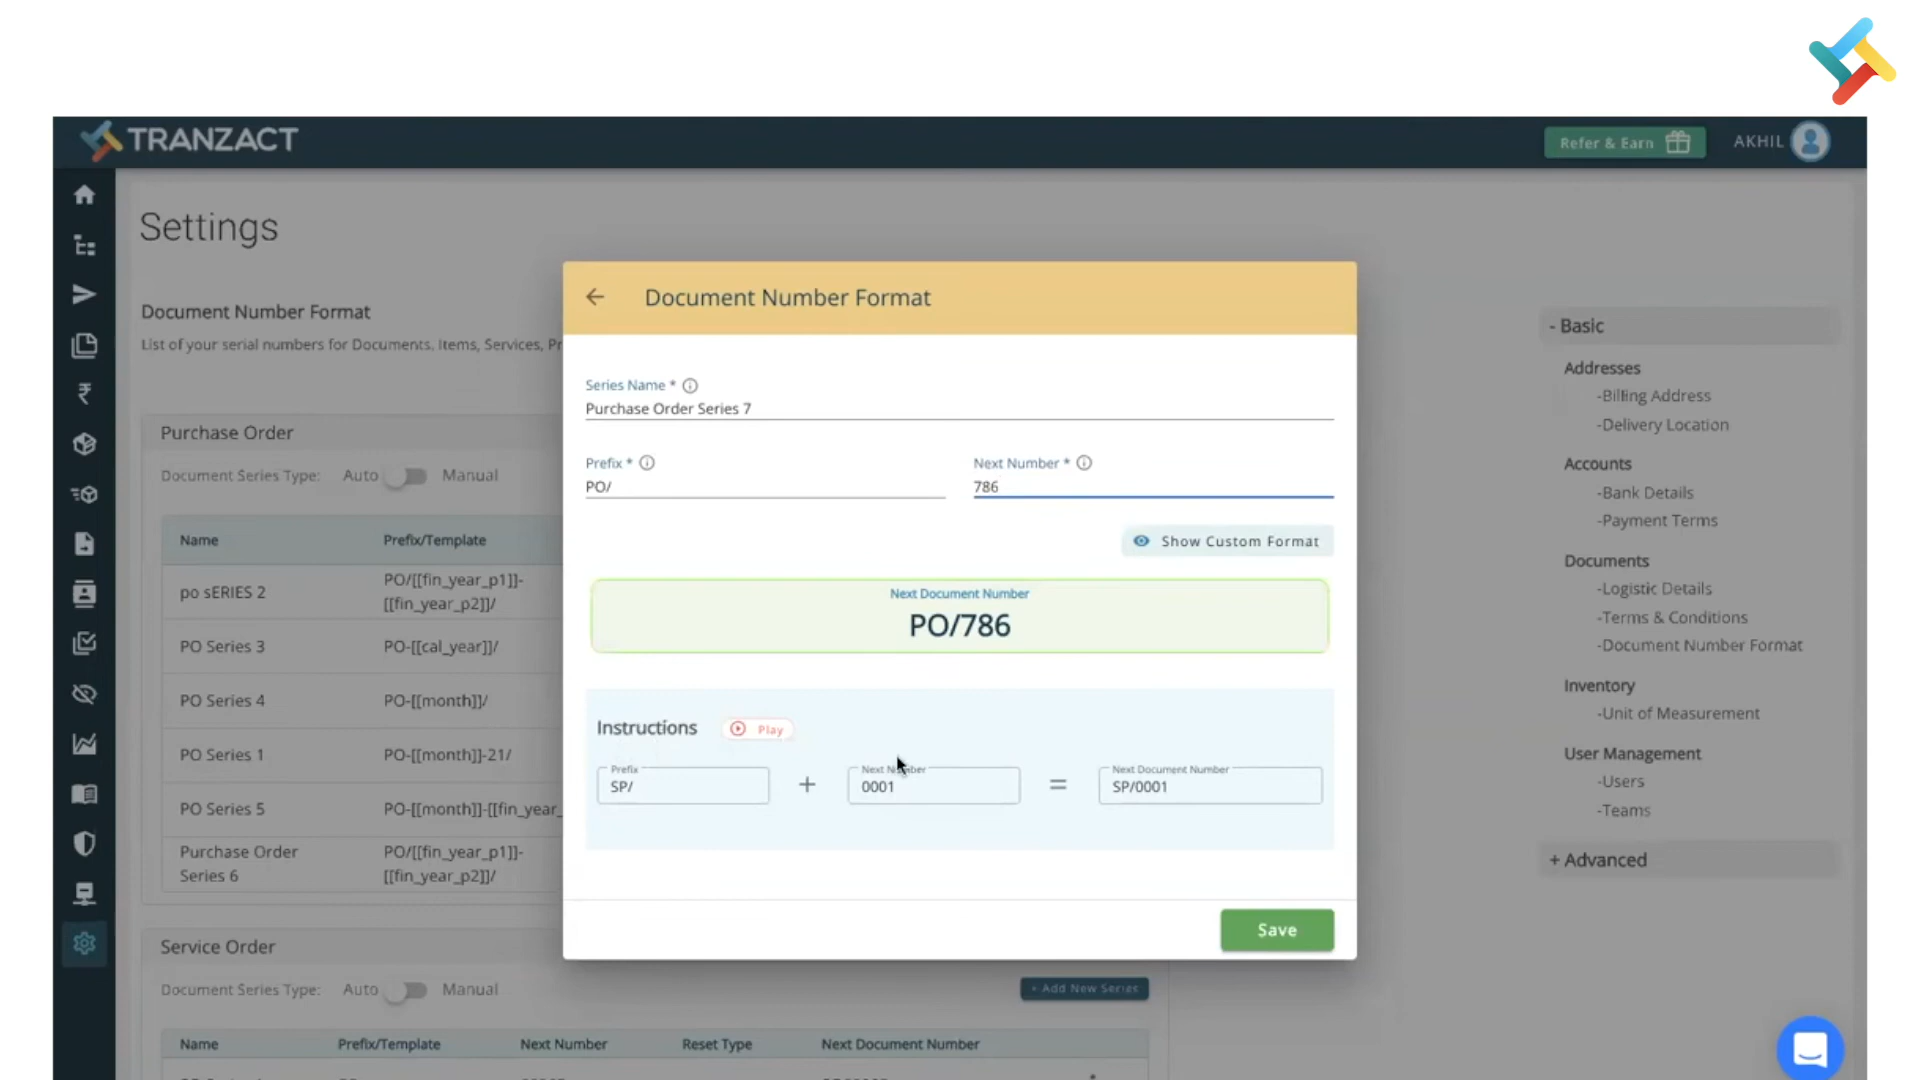 TRANZACT
Refer & Earn
AKHIL
Settings
Document Number Format
List of your serial numbers for Documents, Items, Services,
Purchase Order
Document Series Type: Auto Manual
Name Prefix/Template
po sERIES 2 PO/[[fin_year_p1]]-
[[fin_year_p2]]/
PO Series 3 PO-[[cal_year]]/
PO Series 4 PO-[[month]]/
PO Series 1 PO-[[month]]-21/
PO Series 5 PO-[[month]]-[[fin_year_
Purchase Order PO/[[fin_year_p1]]-
Series 6 [[fin_year_p2]]/
Service Order
Document Series Type: Auto Manual
+ Add New Series
Name Prefix/Template Next Number Reset Type Next Document Number
Document Number Format
Series Name *
Purchase Order Series 7
Prefix * Next Number *
PO/ 786
Show Custom Format
Next Document Number
PO/786
Instructions Play
Prefix Next Number Next Document Number
SP/ + 0001 = SP/0001
Save
- Basic
Addresses
-Billing Address
-Delivery Location
Accounts
-Bank Details
-Payment Terms
Documents
-Logistic Details
-Terms & Conditions
-Document Number Format
Inventory
-Unit of Measurement
User Management
-Users
-Teams
+ Advanced